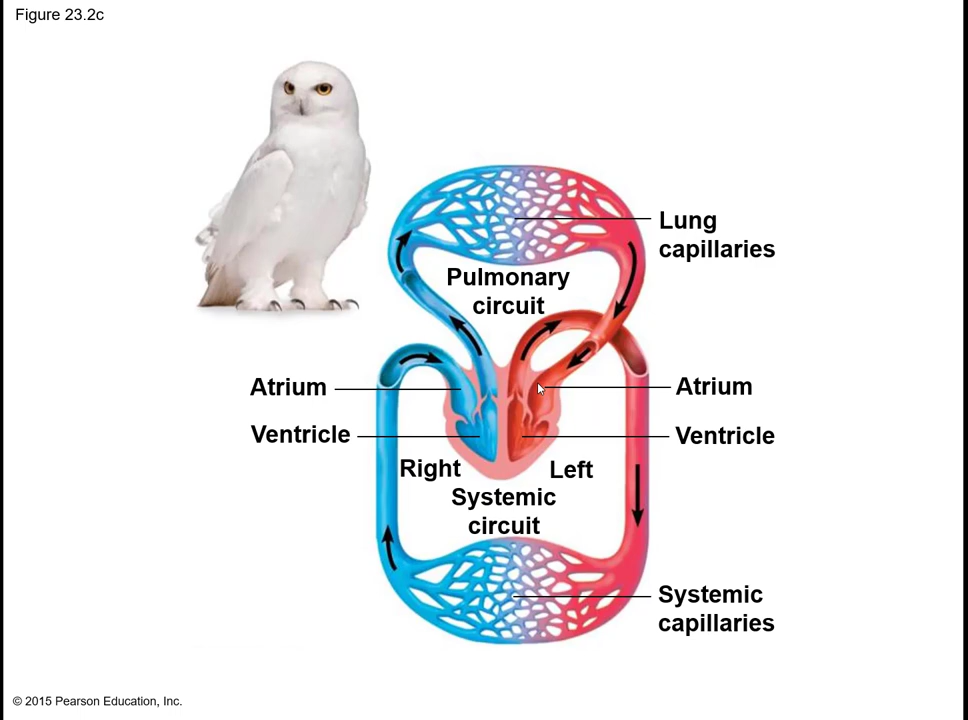 Figure 23.2c
Lung
capillaries
Pulmonary
circuit
Atrium
Atrium
Ventricle
Ventricle
Right
Left
Systemic
circuit
Systemic
capillaries
© 2015 Pearson Education, Inc.